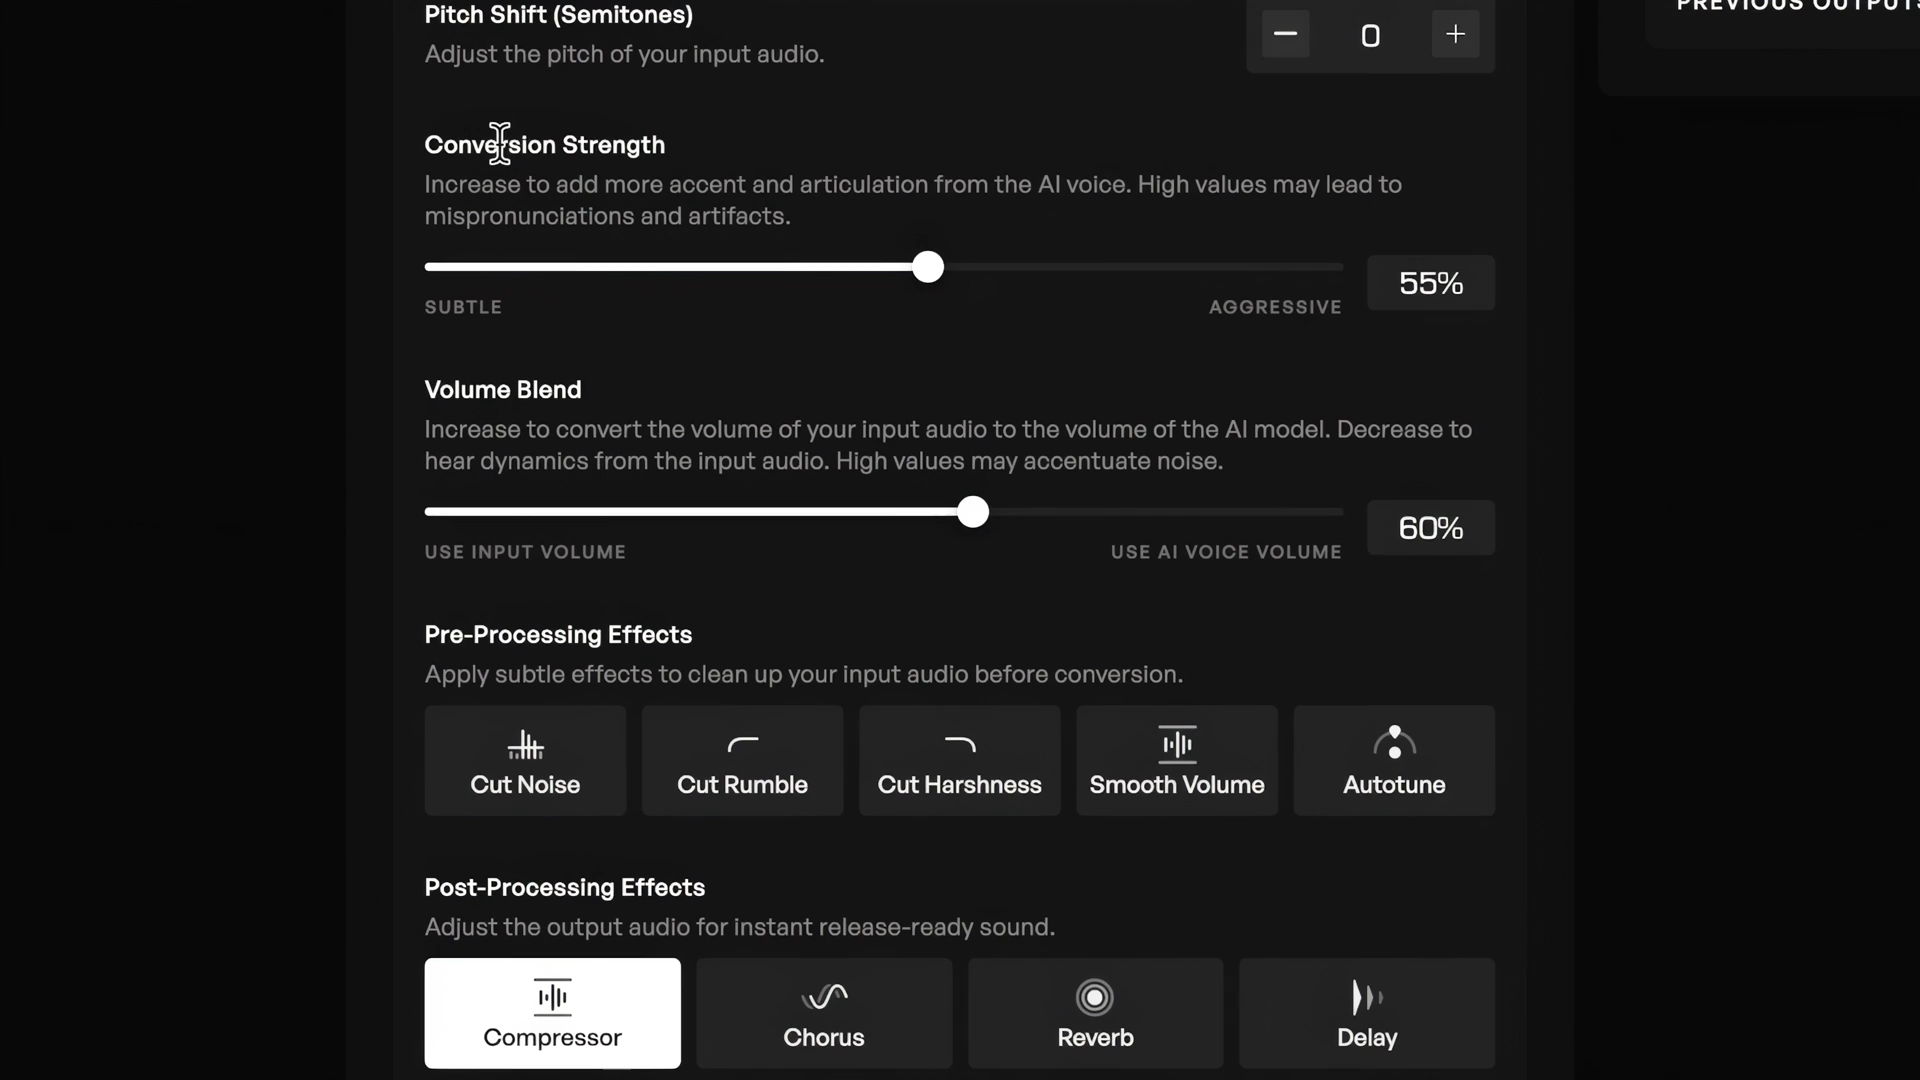 PREVIOUS OUTPUTS
Pitch Shift (Semitones)
Adjust the pitch of your input audio.
0
Conversion Strength
Increase to add more accent and articulation from the AI voice. High values may lead to
mispronunciations and artifacts.
55%
SUBTLE
AGGRESSIVE
Volume Blend
Increase to convert the volume of your input audio to the volume of the AI model. Decrease to
hear dynamics from the input audio. High values may accentuate noise.
60%
USE INPUT VOLUME
USE AI VOICE VOLUME
Pre-Processing Effects
Apply subtle effects to clean up your input audio before conversion.
Cut Noise
Cut Rumble
Cut Harshness
Smooth Volume
Autotune
Post-Processing Effects
Adjust the output audio for instant release-ready sound.
Compressor
Chorus
Reverb
Delay